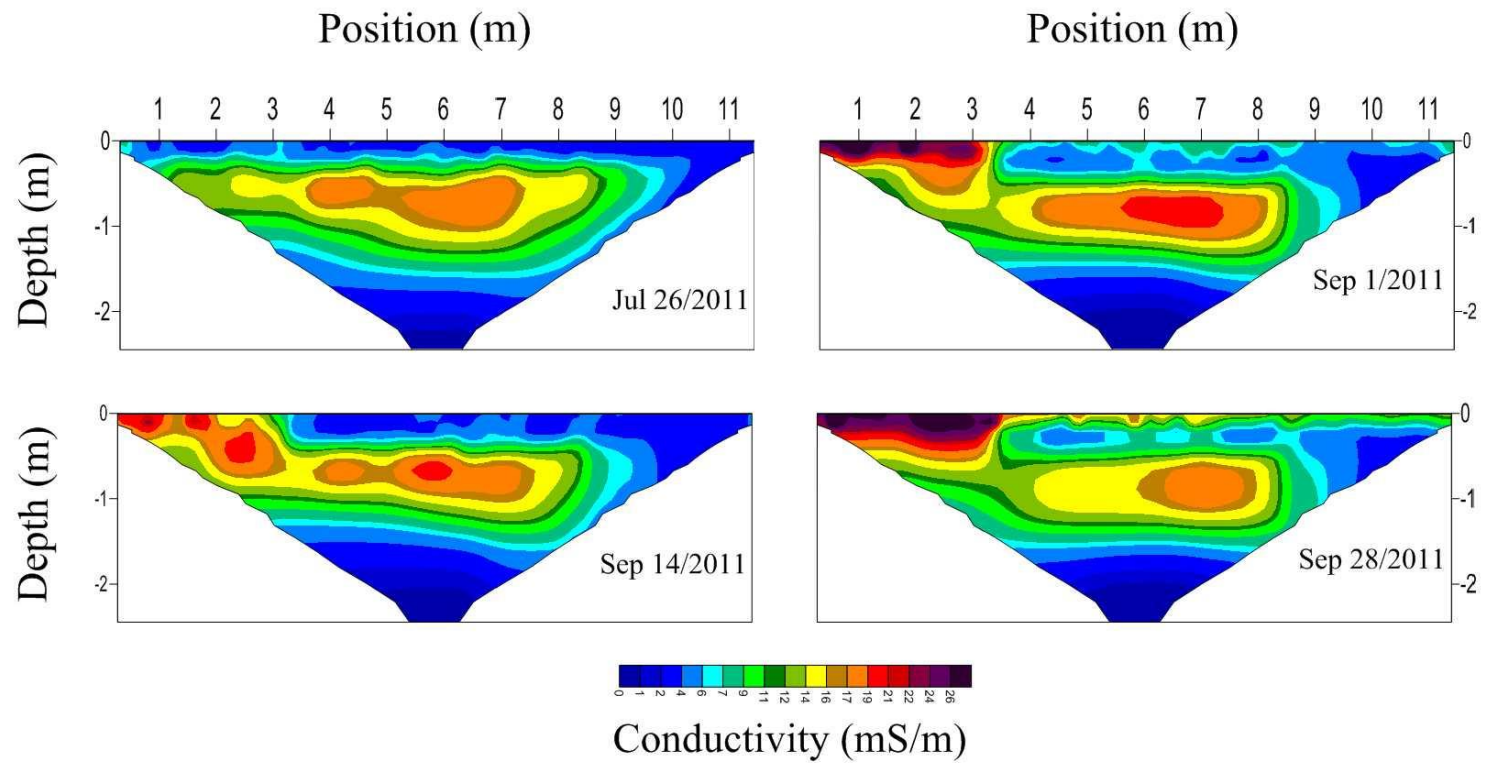 Position (m)
Position (m)
1 2 3 4 5 6 7 8 9 10 11
1 2 3 4 5 6 7 8 9 10 11
Depth (m)
0
-1
-2
Jul 26/2011
-0
-1
-2
Sep 1/2011
Depth (m)
0
-1
-2
Sep 14/2011
-0
-1
-2
Sep 28/2011
0 1 2 4 6 7 9 11 12 14 16 17 19 21 22 24 26
Conductivity (mS/m)